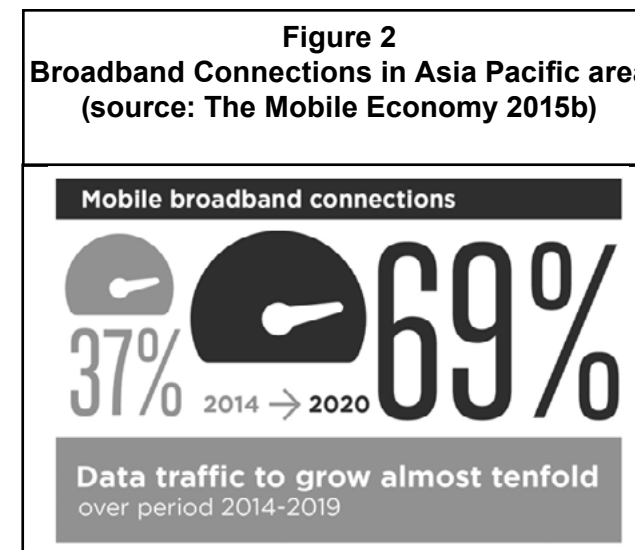 Figure 2
Broadband Connections in Asia Pacific area
(source: The Mobile Economy 2015b)
Mobile broadband connections
37%
2014 → 2020
69%
Data traffic to grow almost tenfold
over period 2014-2019